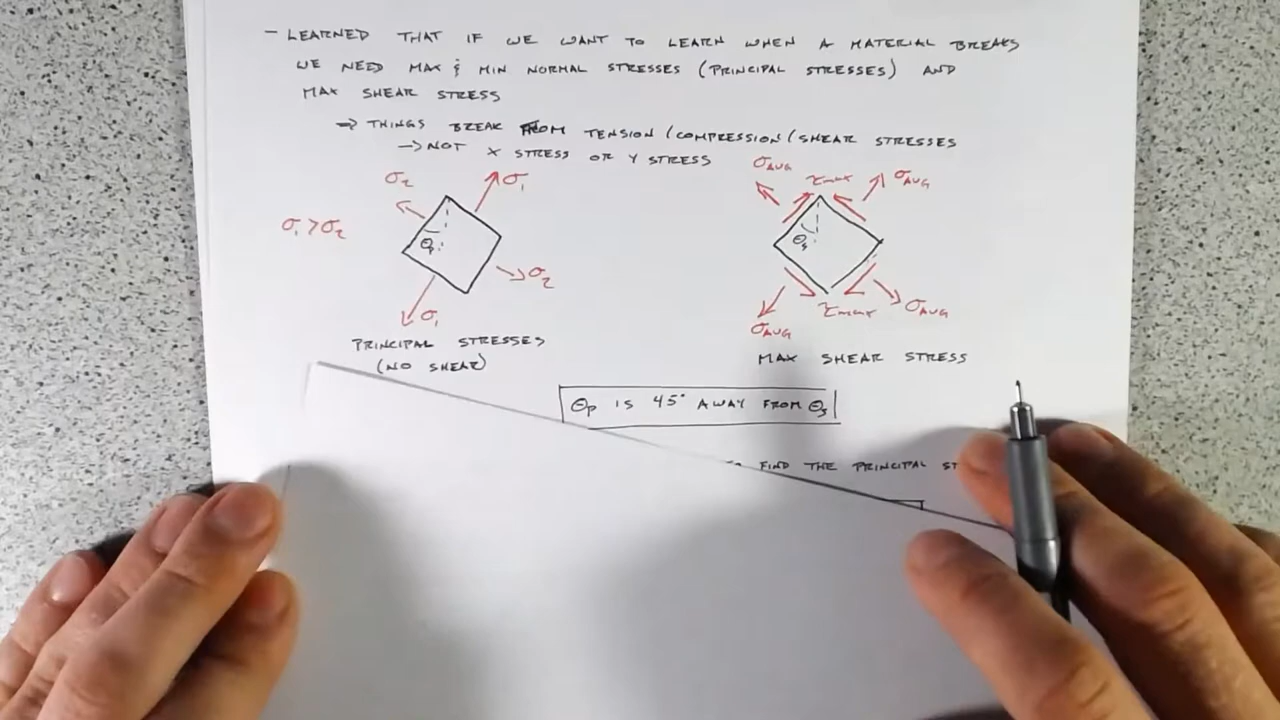 - LEARNED THAT IF WE WANT TO LEARN WHEN A MATERIAL BREAKS
WE NEED MAX & MIN NORMAL STRESSES (PRINCIPAL STRESSES) AND
MAX SHEAR STRESS
→ THINGS BREAK FROM TENSION/COMPRESSION/SHEAR STRESSES
→ NOT X STRESS OR Y STRESS
σ₂ σ₁
σ₁ > σ₂
θp
σ₂
σ₁
PRINCIPAL STRESSES
(NO SHEAR)
σAVG τmax σAVG
θs
σAVG τmax σAVG
MAX SHEAR STRESS
θp IS 45° AWAY FROM θs
FIND THE PRINCIPAL